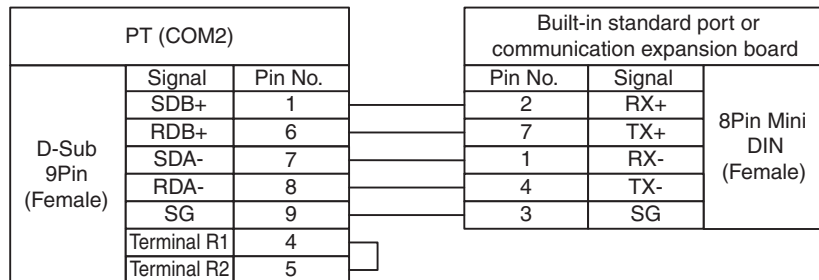 PT (COM2)
Built-in standard port or
communication expansion board
Signal Pin No.
Pin No. Signal
SDB+ 1
2 RX+
RDB+ 6
7 TX+
SDA- 7
1 RX-
RDA- 8
4 TX-
SG 9
3 SG
Terminal R1 4
Terminal R2 5
D-Sub
9Pin
(Female)
8Pin Mini
DIN
(Female)